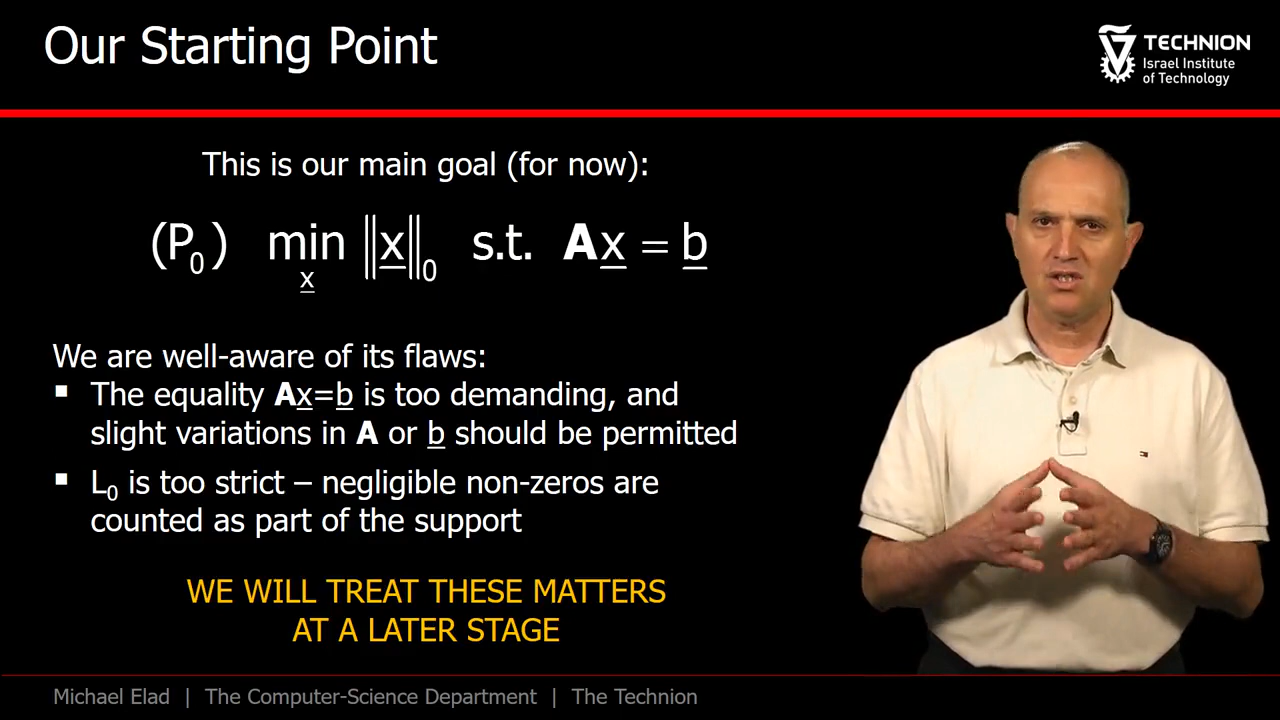 Our Starting Point
TECHNION
Israel Institute
of Technology
This is our main goal (for now):
(P₀) min ‖x̲‖₀ s.t. Ax̲ = b̲
x̲
We are well-aware of its flaws:
▪ The equality Ax̲=b̲ is too demanding, and
slight variations in A or b̲ should be permitted
▪ L₀ is too strict – negligible non-zeros are
counted as part of the support
WE WILL TREAT THESE MATTERS
AT A LATER STAGE
Michael Elad | The Computer-Science Department | The Technion